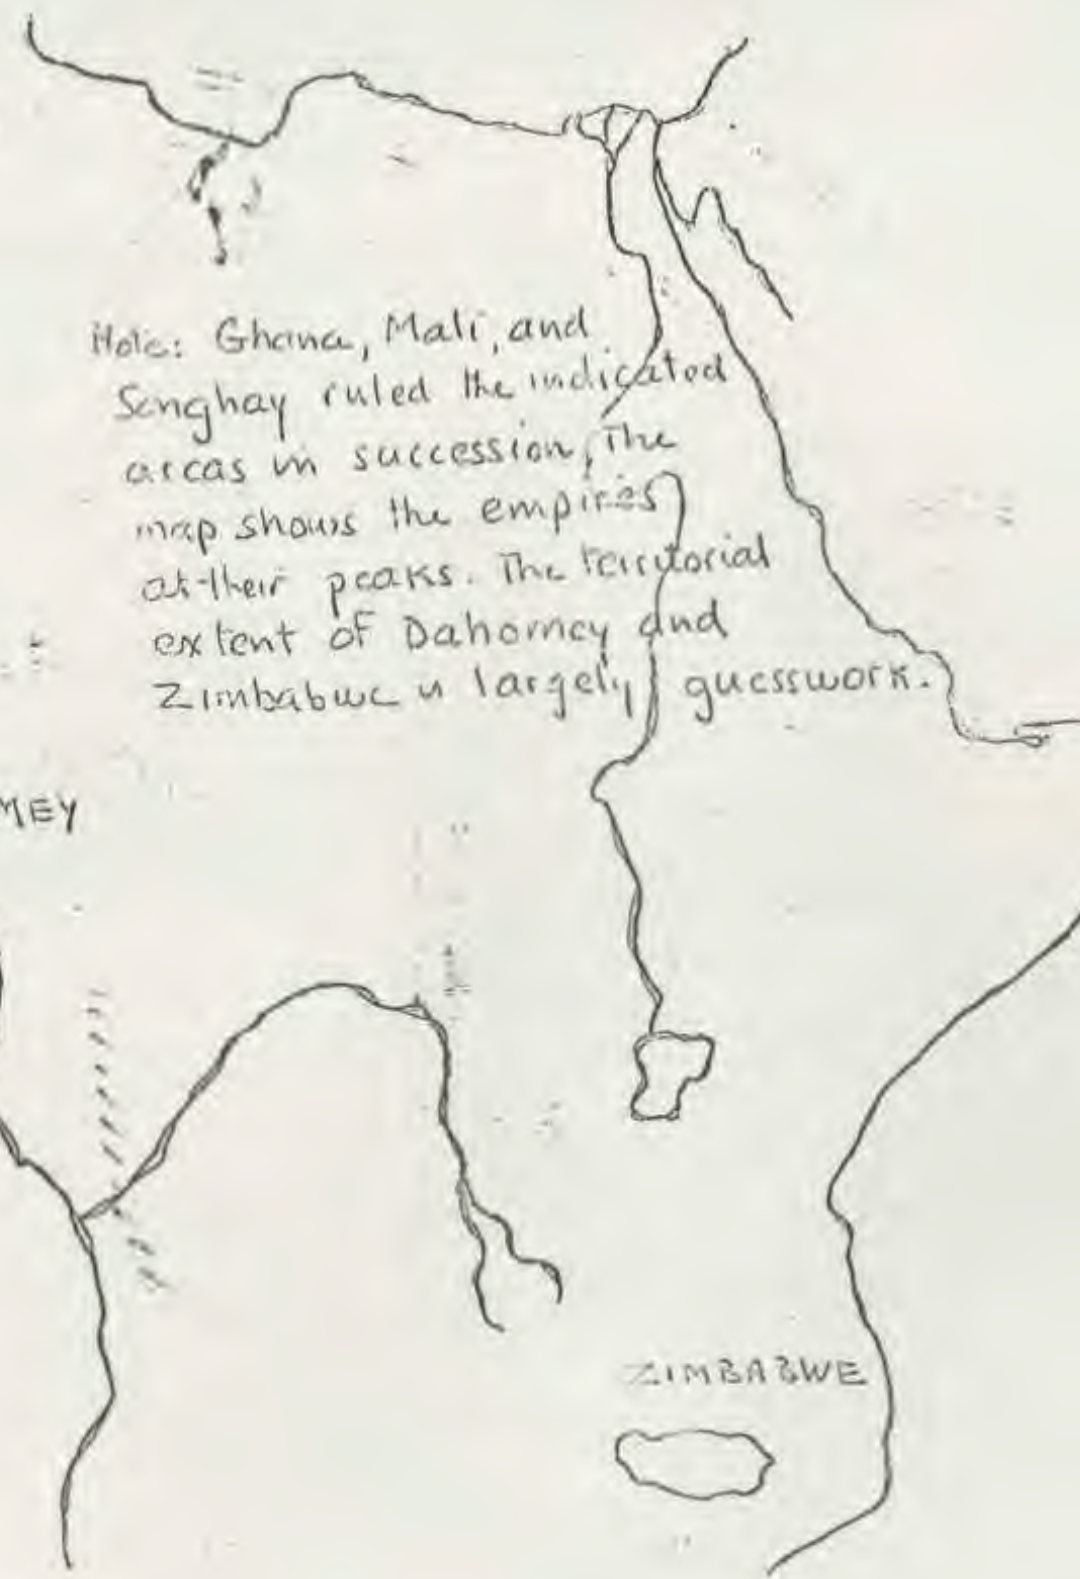 Note: Ghana, Mali, and
Songhay ruled the indicated
areas in succession, The
map shows the empires
at their peaks. The territorial
extent of Dahomey and
Zimbabwe is largely guesswork.
MEY
ZIMBABWE